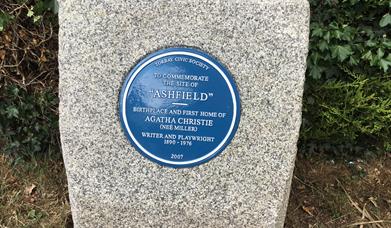 TORBAY CIVIC SOCIETY
TO COMMEMORATE
THE SITE OF
"ASHFIELD"
BIRTHPLACE AND FIRST HOME OF
AGATHA CHRISTIE
(NEÉ MILLER)
WRITER AND PLAYWRIGHT
1890 - 1976
2007